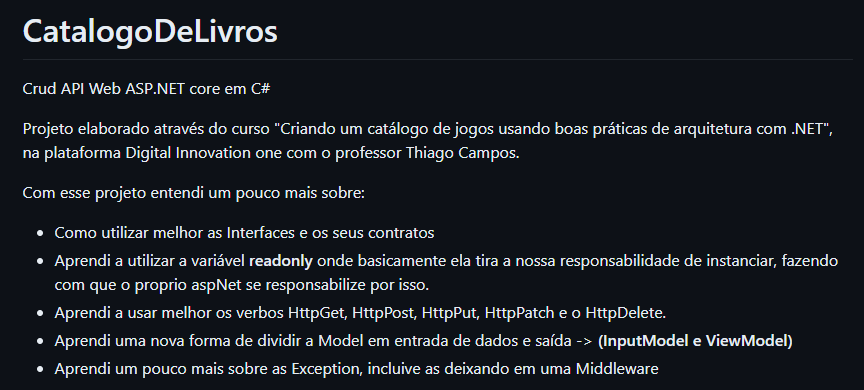 CatalogoDeLivros
Crud API Web ASP.NET core em C#
Projeto elaborado através do curso "Criando um catálogo de jogos usando boas práticas de arquitetura com .NET",
na plataforma Digital Innovation one com o professor Thiago Campos.
Com esse projeto entendi um pouco mais sobre:
• Como utilizar melhor as Interfaces e os seus contratos
• Aprendi a utilizar a variável readonly onde basicamente ela tira a nossa responsabilidade de instanciar, fazendo
com que o proprio aspNet se responsabilize por isso.
• Aprendi a usar melhor os verbos HttpGet, HttpPost, HttpPut, HttpPatch e o HttpDelete.
• Aprendi uma nova forma de dividir a Model em entrada de dados e saída -> (InputModel e ViewModel)
• Aprendi um pouco mais sobre as Exception, incluive as deixando em uma Middleware